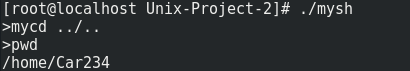 [root@localhost Unix-Project-2]# ./mysh
>mycd ../..
>pwd
/home/Car234